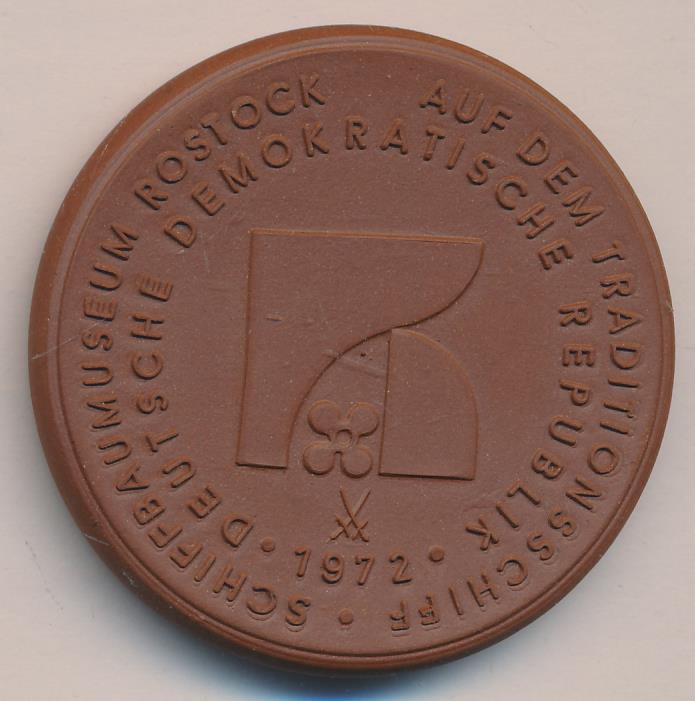 SCHIFFBAUMUSEUM ROSTOCK AUF DEM TRADITIONSSCHIFF •
• DEUTSCHE DEMOKRATISCHE REPUBLIK •
1972